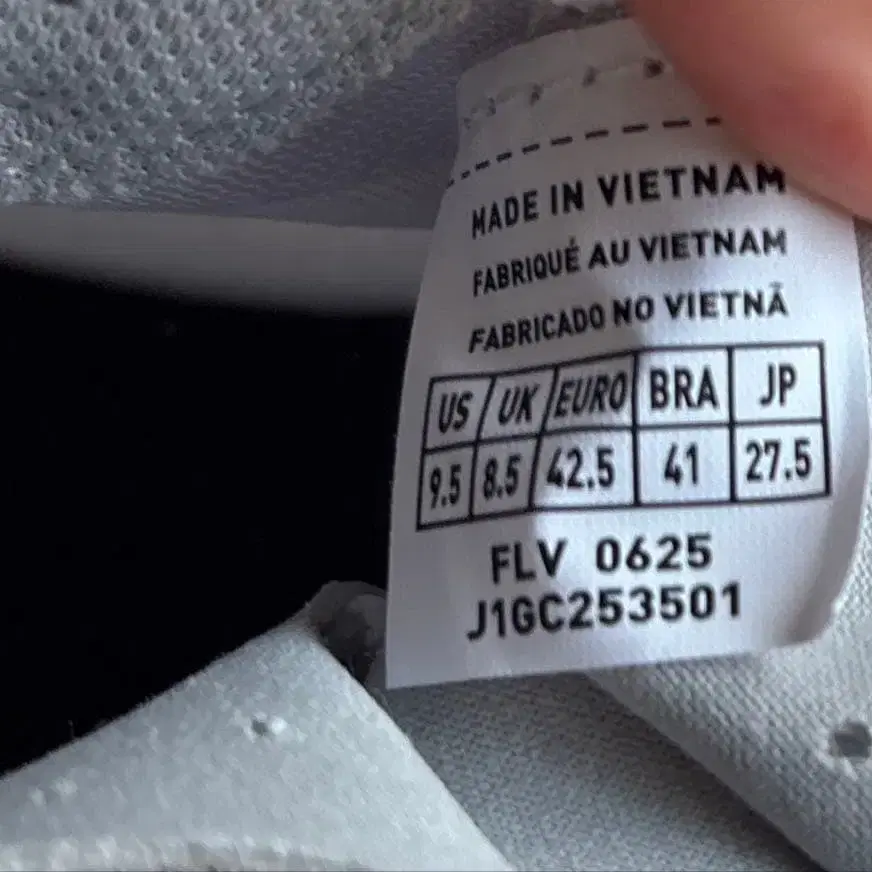 MADE IN VIETNAM
FABRIQUÉ AU VIETNAM
FABRICADO NO VIETNÃ
US UK EURO BRA JP
9.5 8.5 42.5 41 27.5
FLV 0625
J1GC253501